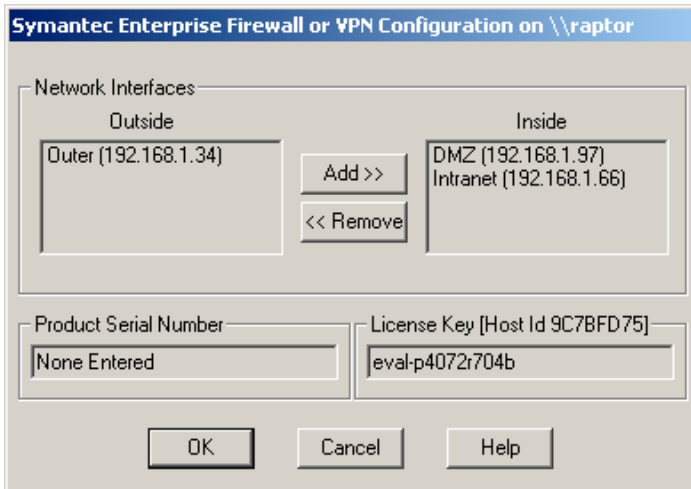 Symantec Enterprise Firewall or VPN Configuration on \\raptor
Network Interfaces
Outside
Inside
Outer (192.168.1.34)
DMZ (192.168.1.97)
Intranet (192.168.1.66)
Add >>
<< Remove
Product Serial Number
None Entered
License Key [Host Id 9C7BFD75]
eval-p4072r704b
OK
Cancel
Help